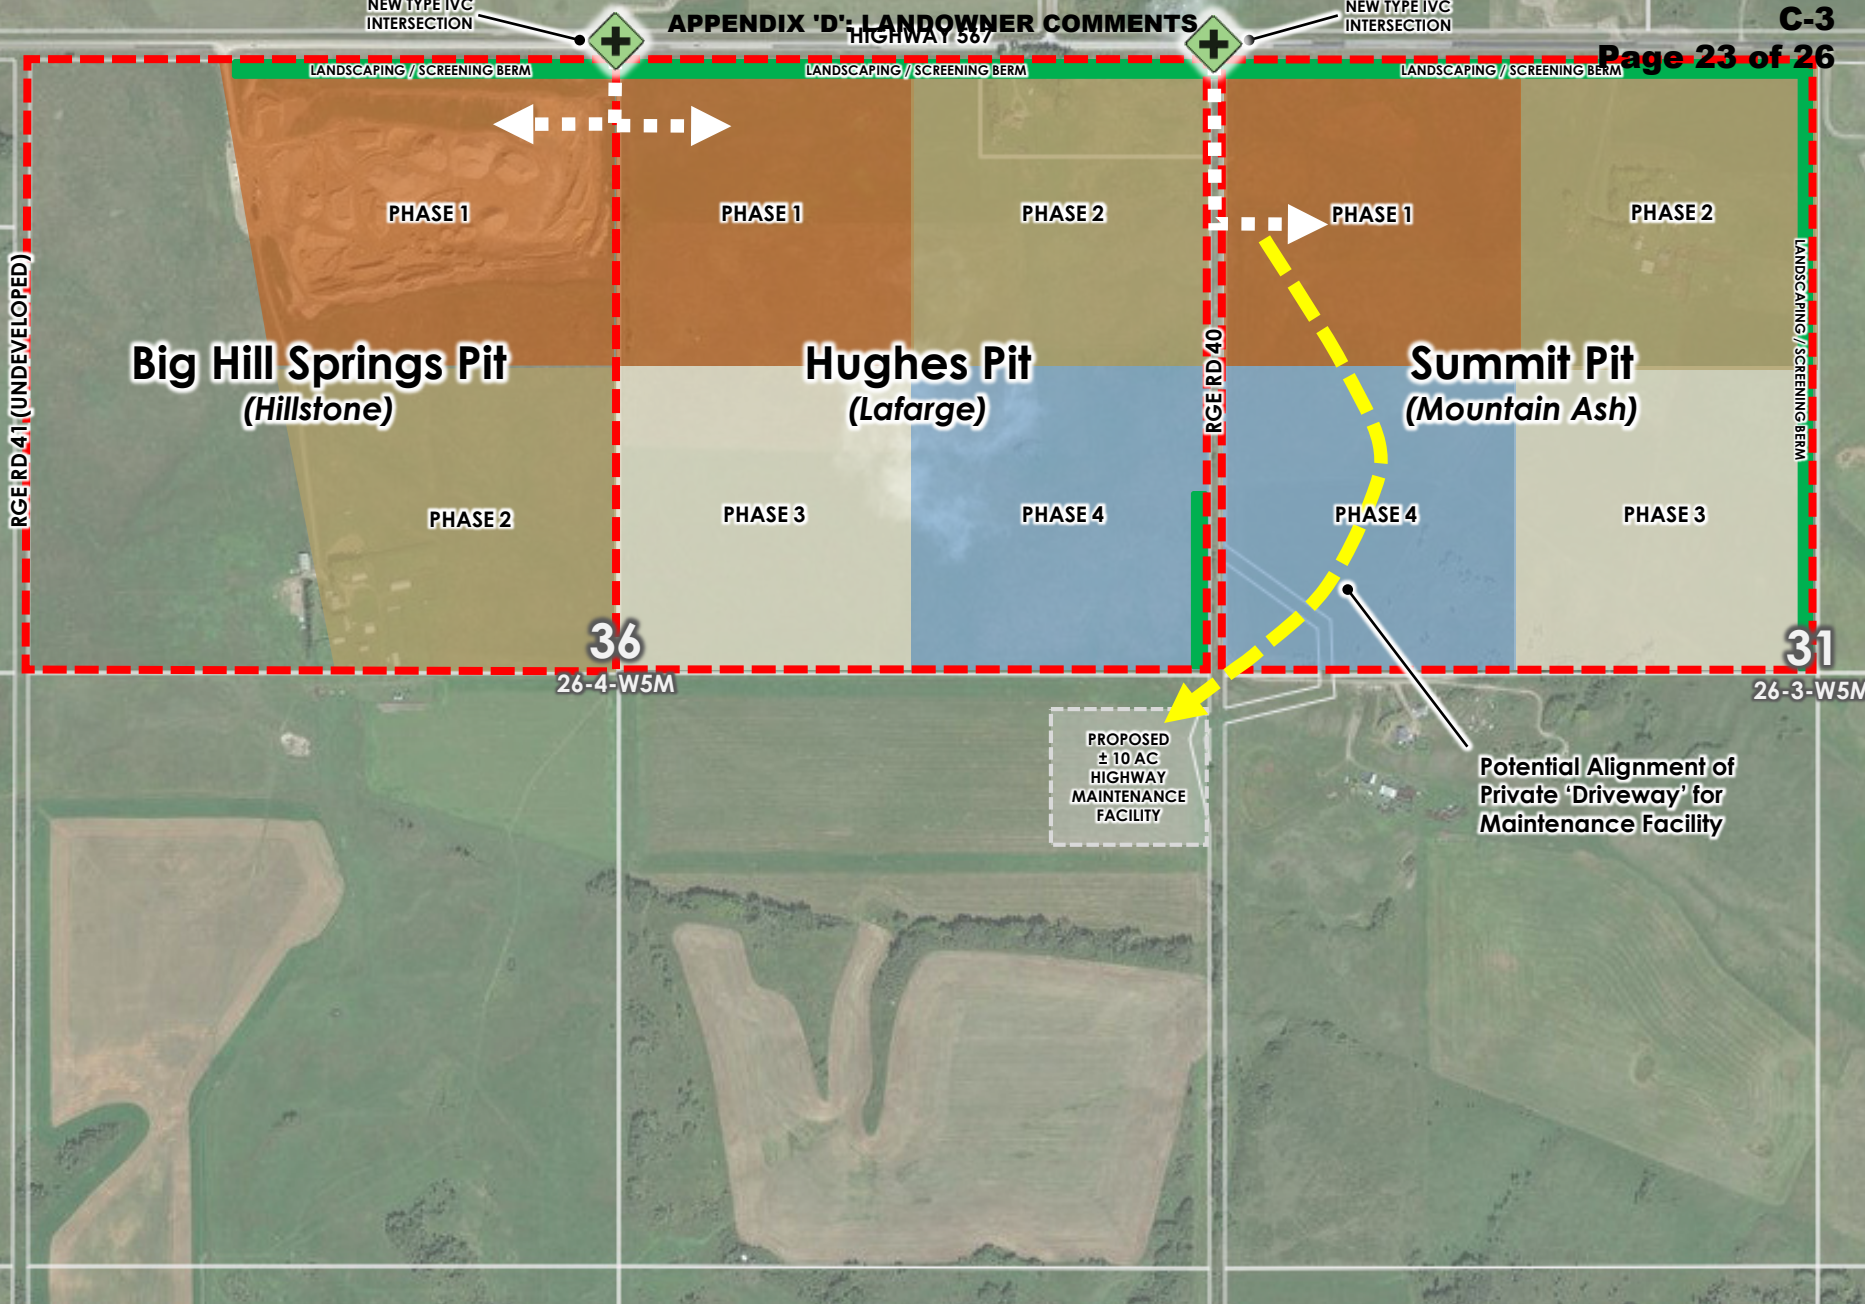 NEW TYPE IVC
INTERSECTION
APPENDIX 'D': LANDOWNER COMMENTS
HIGHWAY 567
NEW TYPE IVC
INTERSECTION
C-3
Page 23 of 26
LANDSCAPING / SCREENING BERM
LANDSCAPING / SCREENING BERM
LANDSCAPING / SCREENING BERM
PHASE 1
PHASE 1
PHASE 2
PHASE 1
PHASE 2
RGE RD 41 (UNDEVELOPED)
Big Hill Springs Pit
(Hillstone)
Hughes Pit
(Lafarge)
RGE RD 40
Summit Pit
(Mountain Ash)
LANDSCAPING / SCREENING BERM
PHASE 2
PHASE 3
PHASE 4
PHASE 4
PHASE 3
36
26-4-W5M
31
26-3-W5M
PROPOSED
± 10 AC
HIGHWAY
MAINTENANCE
FACILITY
Potential Alignment of
Private ‘Driveway’ for
Maintenance Facility